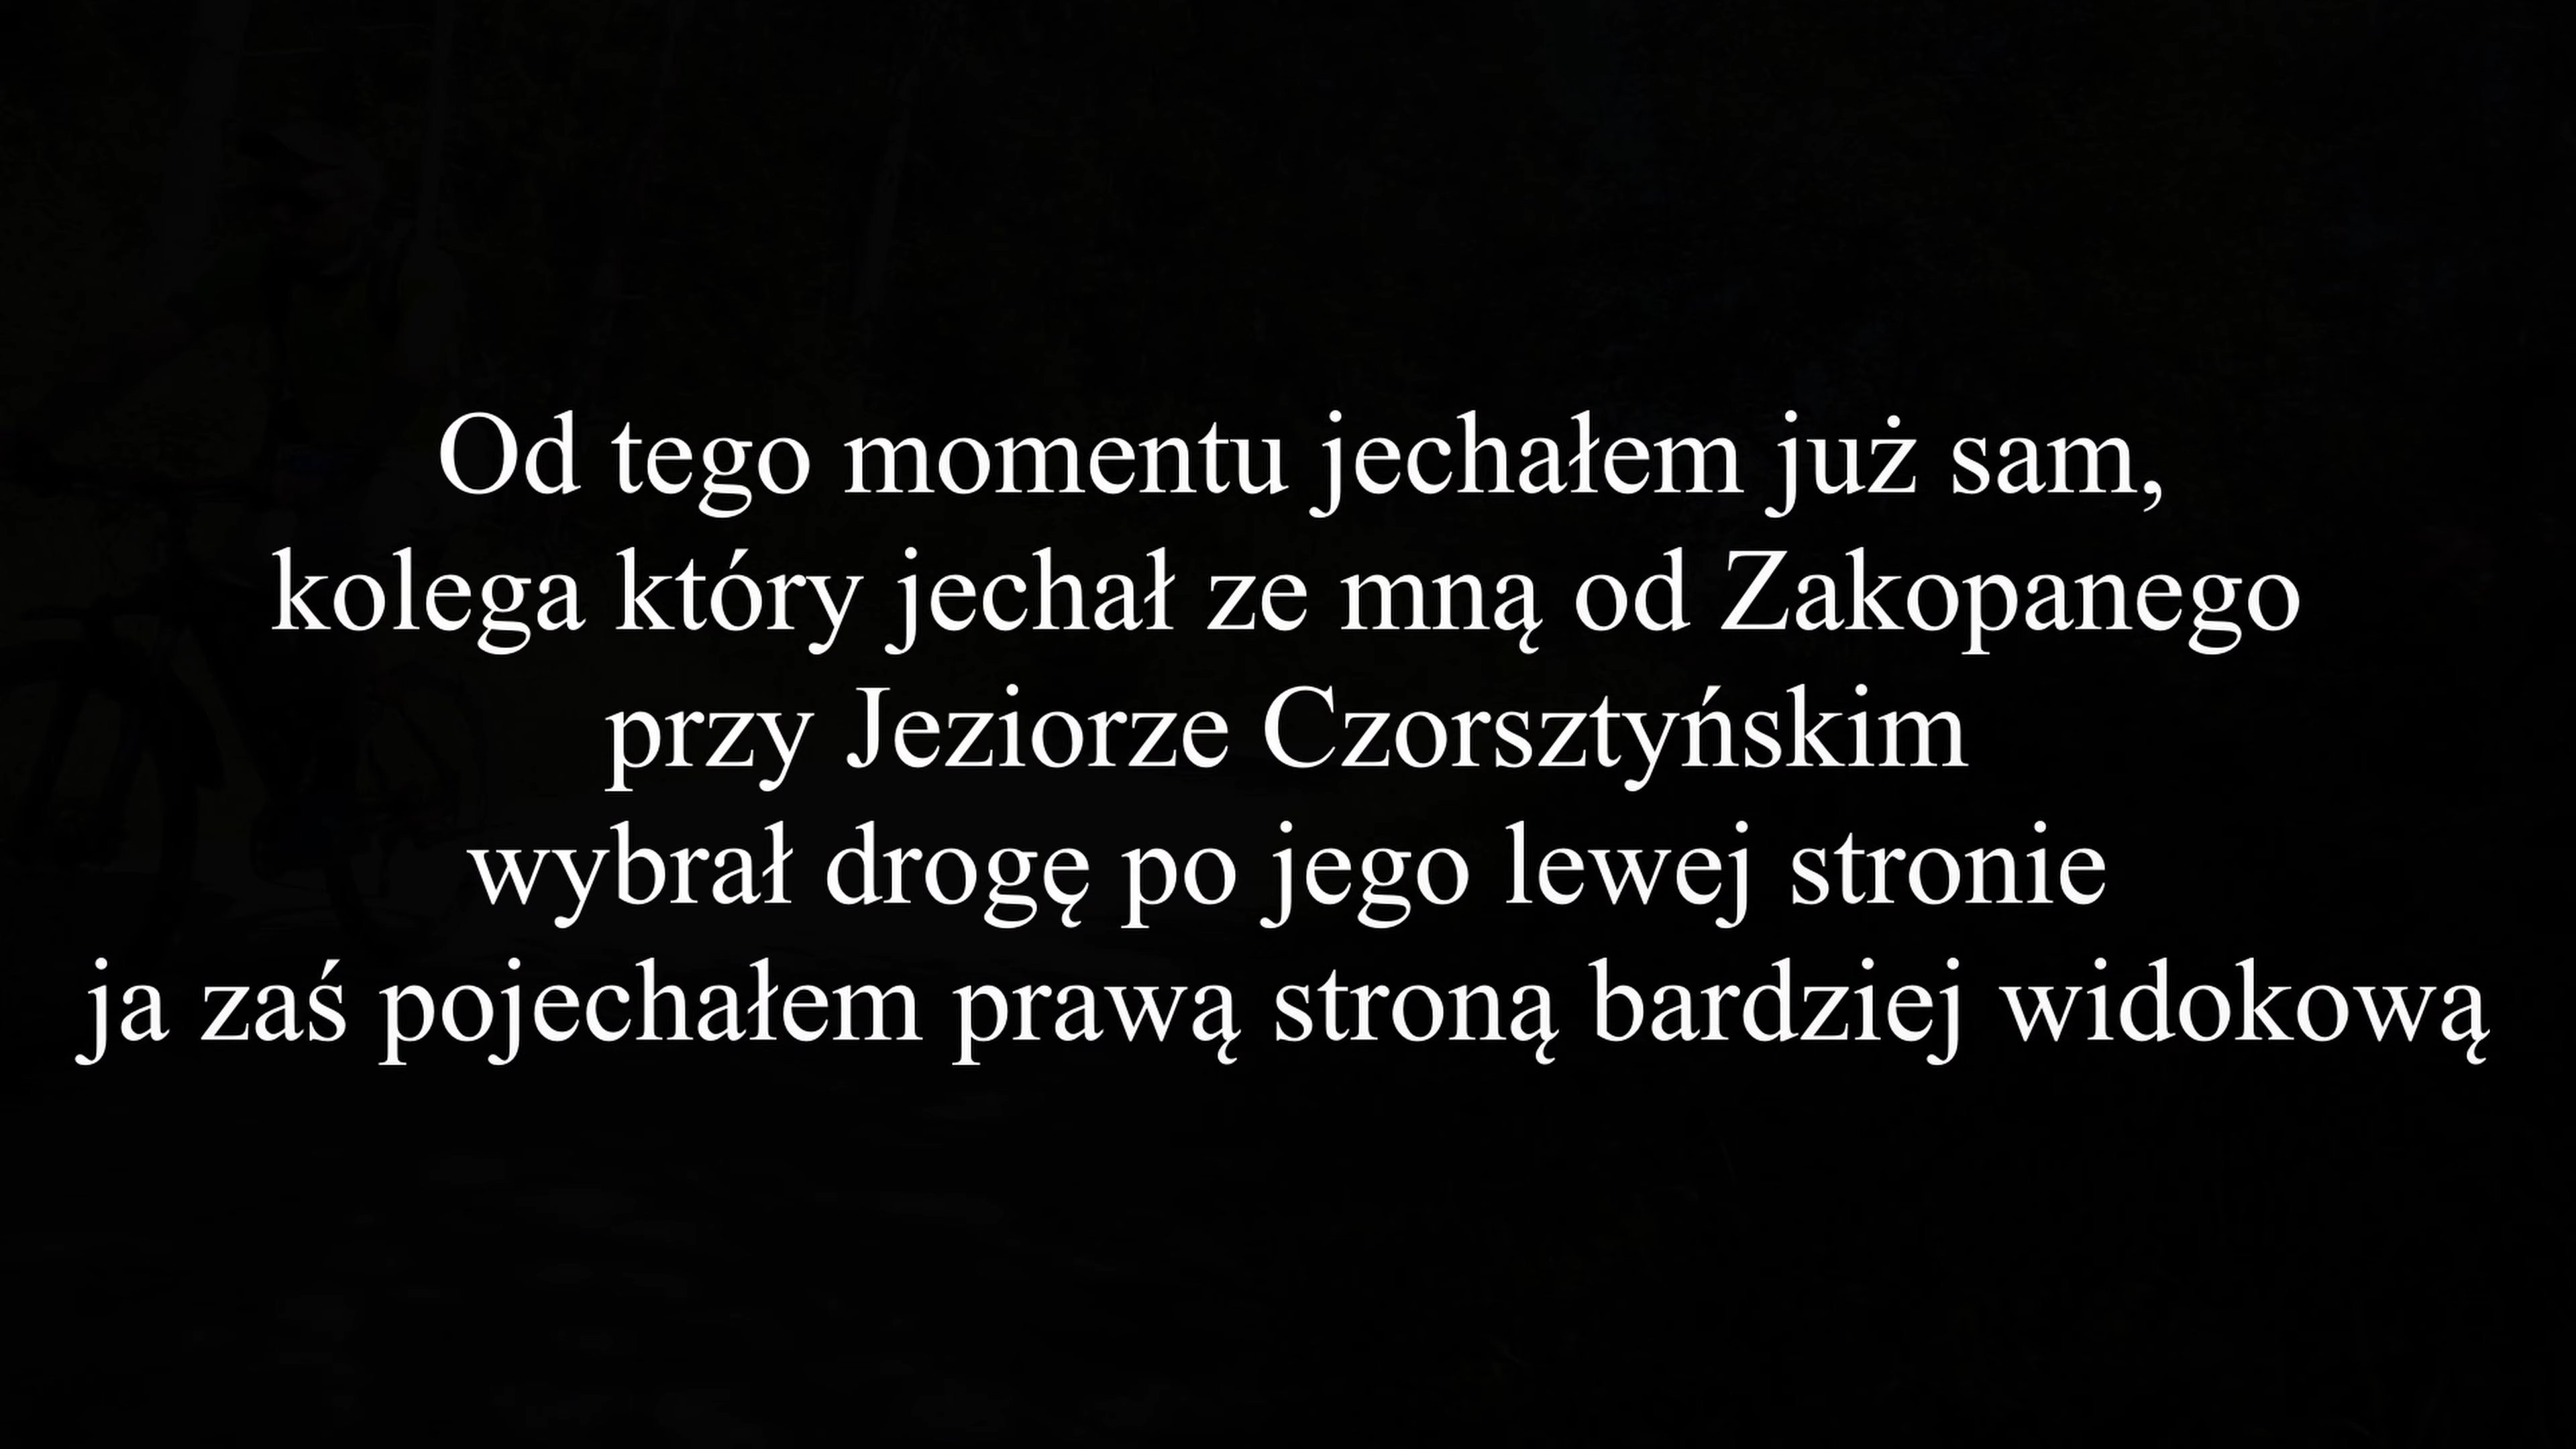 Od tego momentu jechałem już sam,
kolega który jechał ze mną od Zakopanego
przy Jeziorze Czorsztyńskim
wybrał drogę po jego lewej stronie
ja zaś pojechałem prawą stroną bardziej widokową